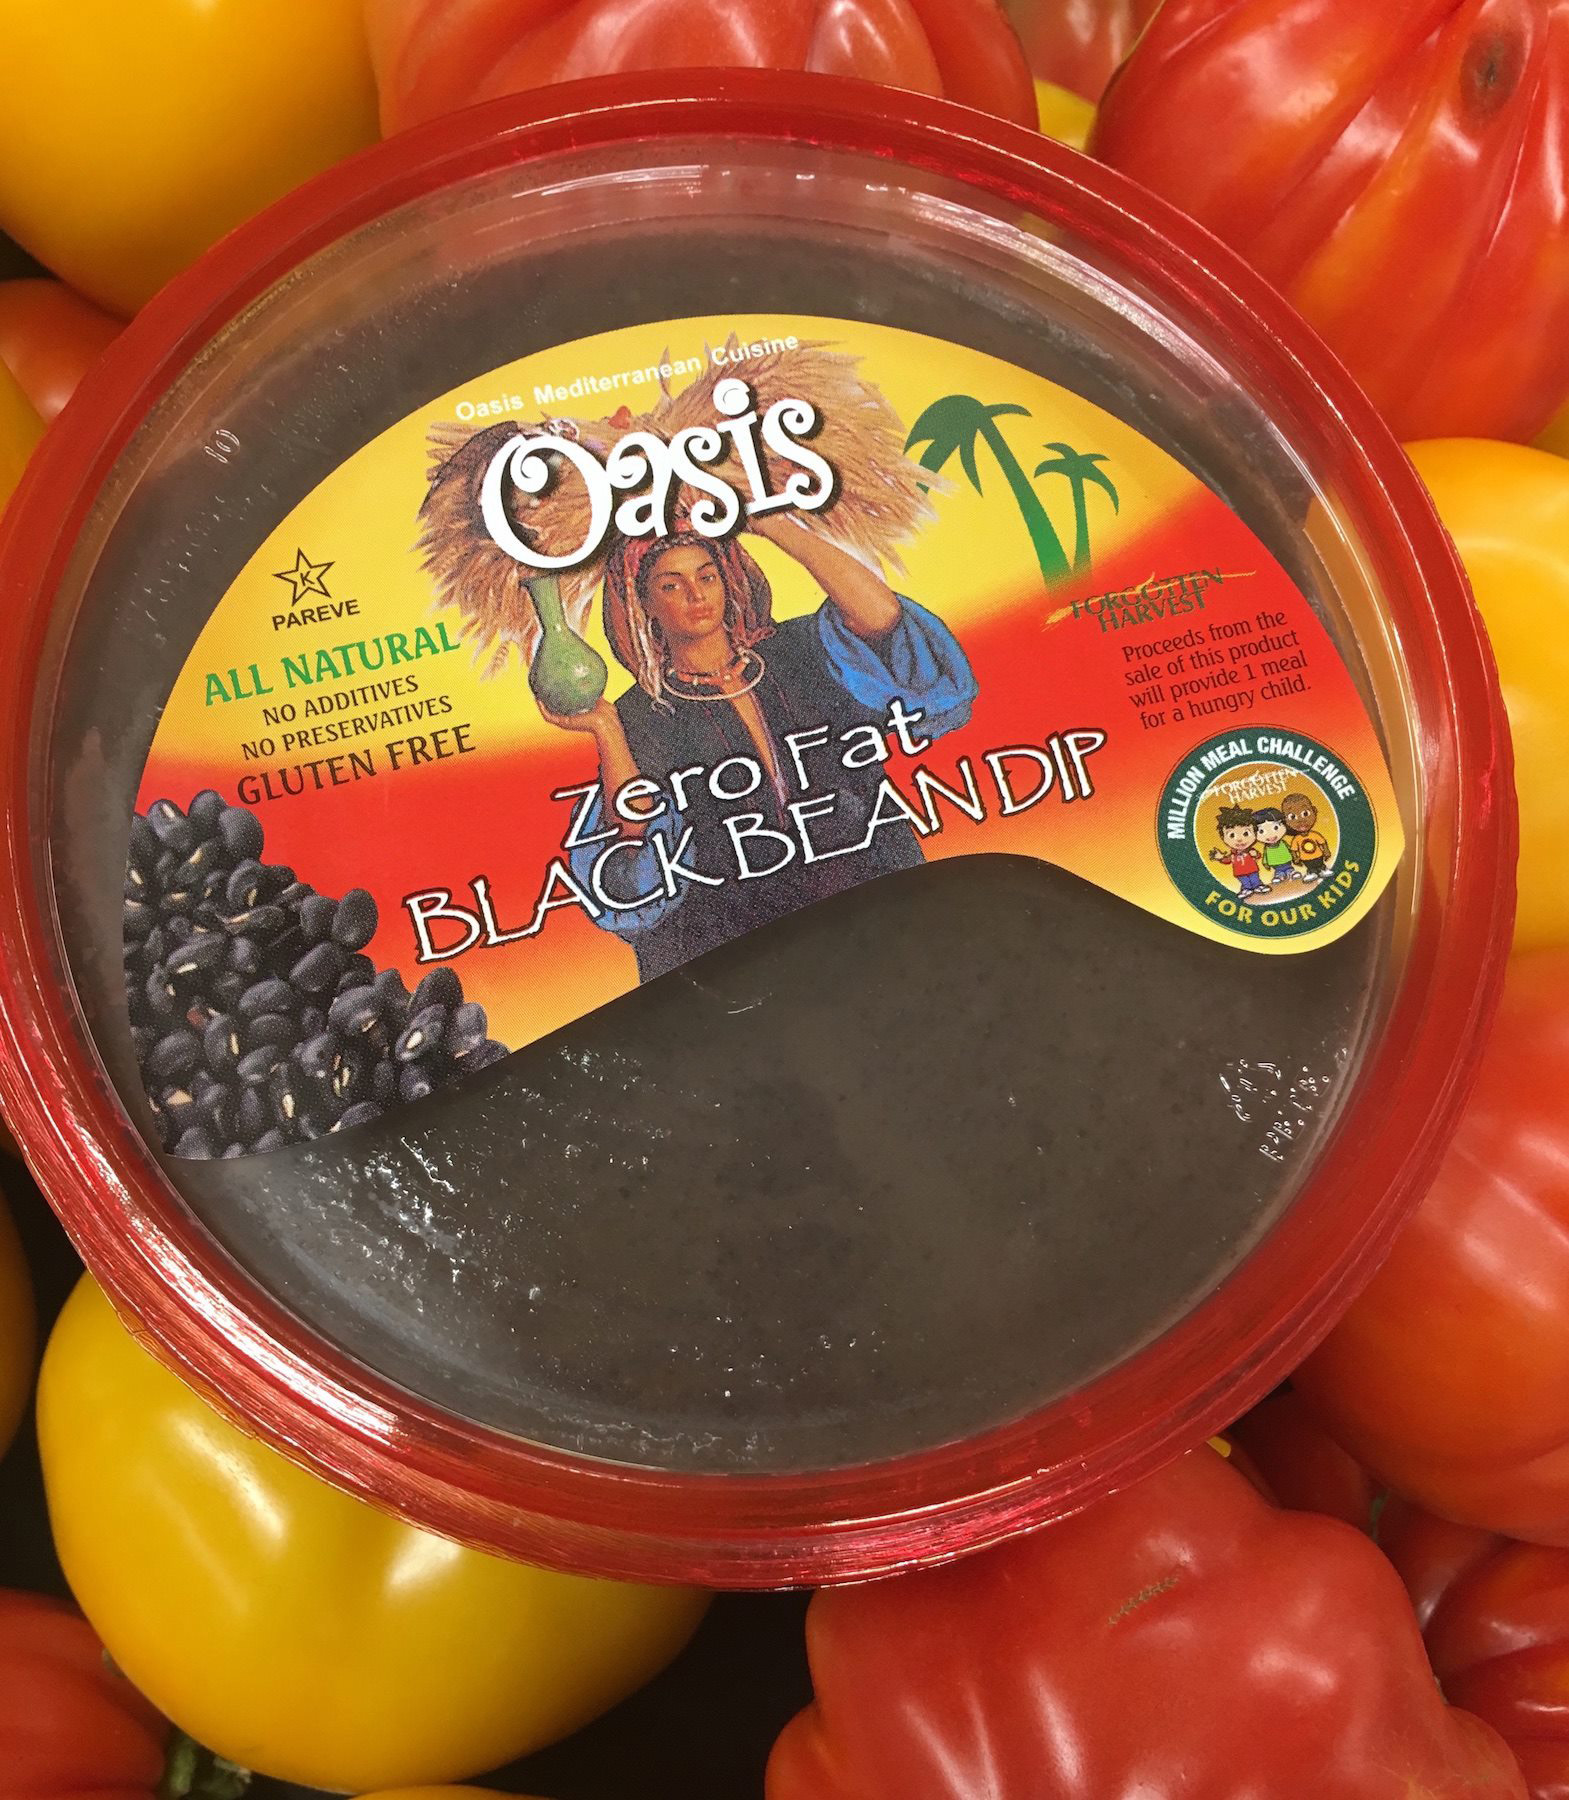 Oasis Mediterranean Cuisine
Oasis
K
PAREVE
ALL NATURAL
NO ADDITIVES
NO PRESERVATIVES
GLUTEN FREE
Zero Fat
BLACK BEAN DIP
FORGOTTEN
HARVEST
Proceeds from the
sale of this product
will provide 1 meal
for a hungry child.
MILLION MEAL CHALLENGE
FORGOTTEN
HARVEST
FOR OUR KIDS